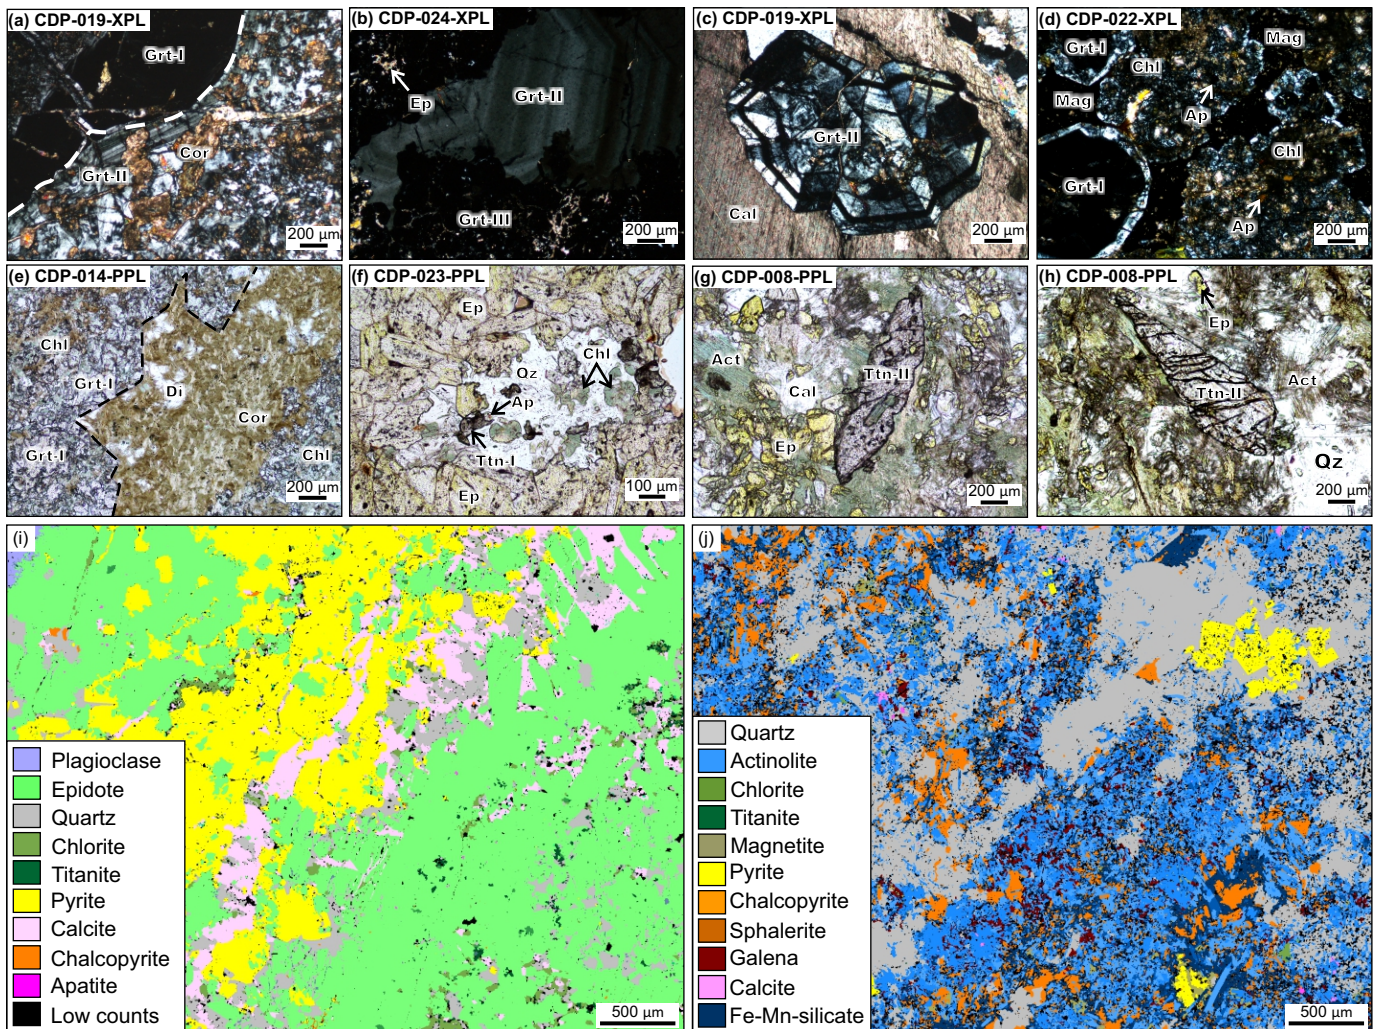 (a) CDP-019-XPL
Grt-I
Cor
Grt-II
200 µm
(b) CDP-024-XPL
Ep
Grt-II
Grt-III
200 µm
(c) CDP-019-XPL
Grt-II
Cal
200 µm
(d) CDP-022-XPL
Grt-I
Mag
Chl
Mag
Ap
Chl
Grt-I
Ap
200 µm
(e) CDP-014-PPL
Chl
Grt-I
Di
Cor
Grt-I
Chl
200 µm
(f) CDP-023-PPL
Ep
Chl
Qz
Ap
Ttn-I
Ep
100 µm
(g) CDP-008-PPL
Act
Ttn-II
Cal
Ep
200 µm
(h) CDP-008-PPL
Ep
Ttn-II
Act
Qz
200 µm
(i)
Plagioclase
Epidote
Quartz
Chlorite
Titanite
Pyrite
Calcite
Chalcopyrite
Apatite
Low counts
500 µm
(j)
Quartz
Actinolite
Chlorite
Titanite
Magnetite
Pyrite
Chalcopyrite
Sphalerite
Galena
Calcite
Fe-Mn-silicate
500 µm